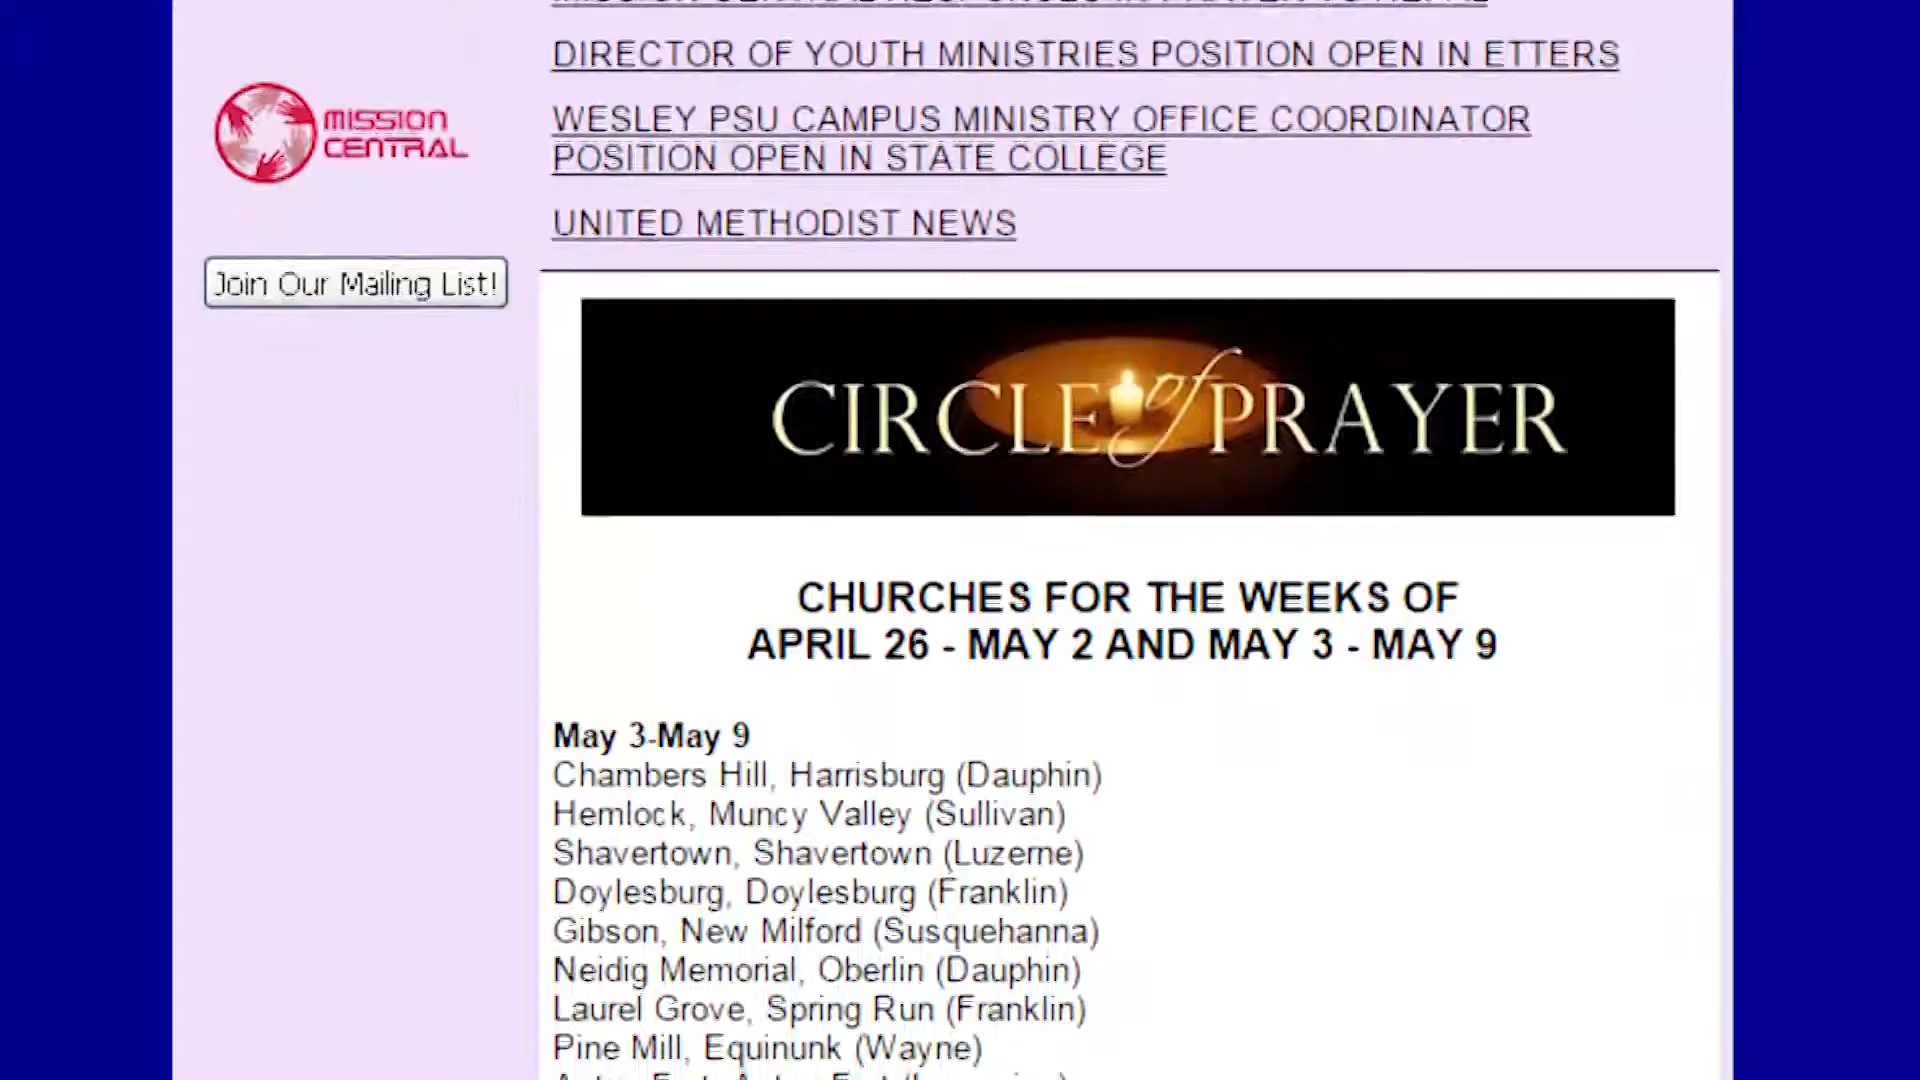 DIRECTOR OF YOUTH MINISTRIES POSITION OPEN IN ETTERS
WESLEY PSU CAMPUS MINISTRY OFFICE COORDINATOR
POSITION OPEN IN STATE COLLEGE
UNITED METHODIST NEWS
MISSION
CENTRAL
Join Our Mailing List!
CIRCLE of PRAYER
CHURCHES FOR THE WEEKS OF
APRIL 26 - MAY 2 AND MAY 3 - MAY 9
May 3-May 9
Chambers Hill, Harrisburg (Dauphin)
Hemlock, Muncy Valley (Sullivan)
Shavertown, Shavertown (Luzerne)
Doylesburg, Doylesburg (Franklin)
Gibson, New Milford (Susquehanna)
Neidig Memorial, Oberlin (Dauphin)
Laurel Grove, Spring Run (Franklin)
Pine Mill, Equinunk (Wayne)